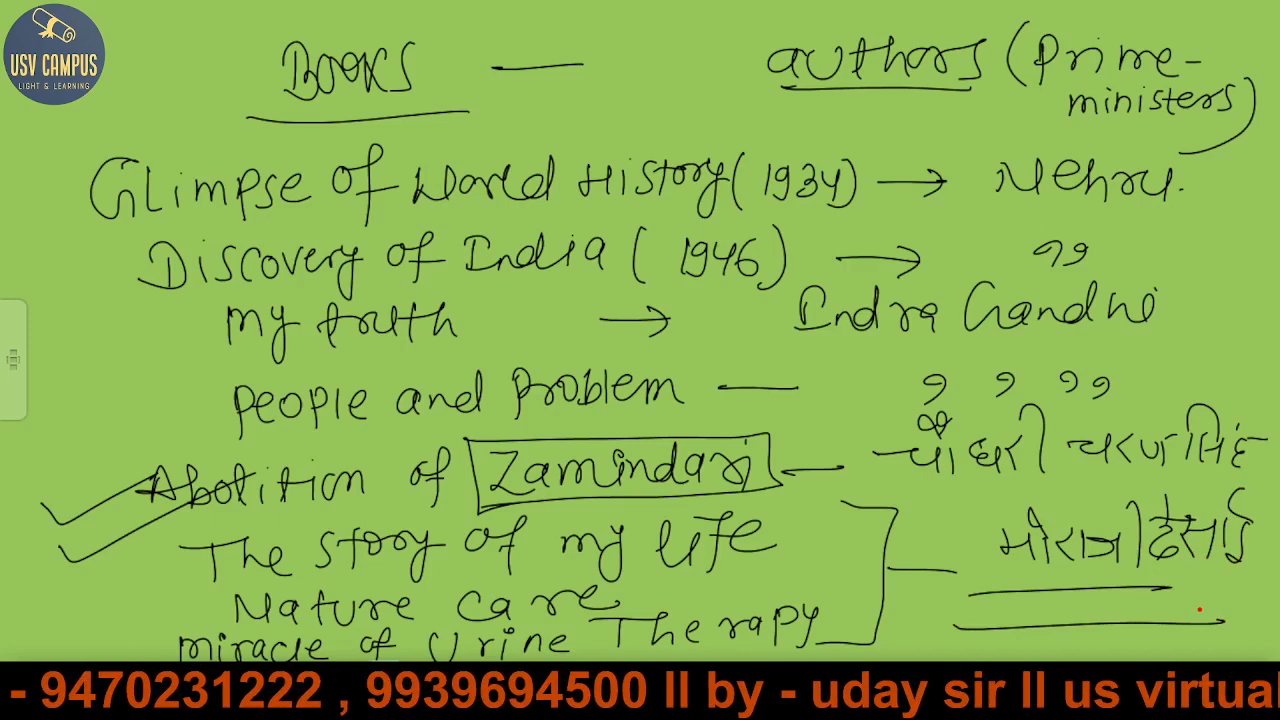 USV CAMPUS
LIGHT & LEARNING
BOOKS — authors (Prime-
ministers)
Glimpse of World History (1934) → Nehru.
Discovery of India (1946) → ,,
my truth → Indra Gandhi
People and Problem — , , ,,
Abolition of Zamindari — चौधरी चरण सिंह
The story of my life
मोरारजी देसाई
Nature care
miracle of Urine Therapy
- 9470231222 , 9939694500 ll by - uday sir ll us virtual